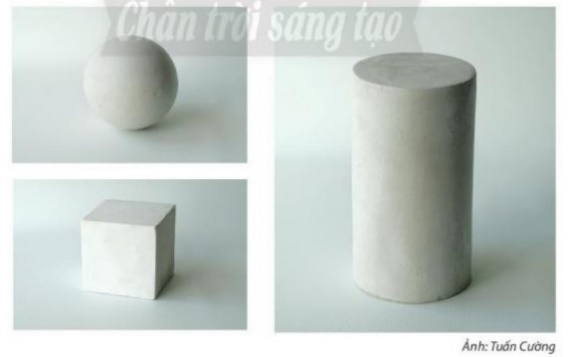 Chân trời sáng tạo
Ảnh: Tuấn Cường